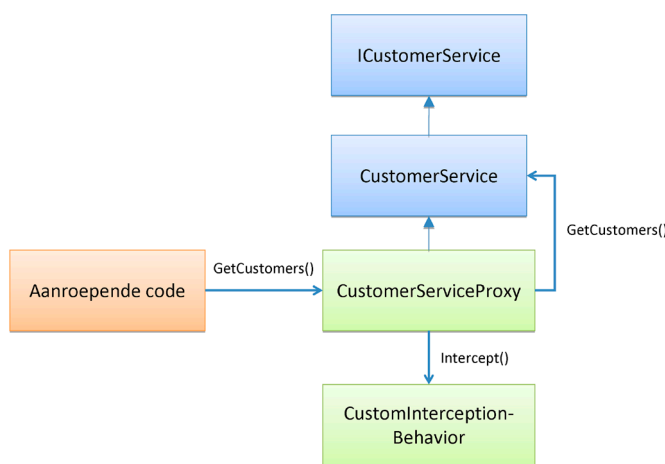 ICustomerService
CustomerService
GetCustomers()
GetCustomers()
Aanroepende code
CustomerServiceProxy
Intercept()
CustomInterception-
Behavior